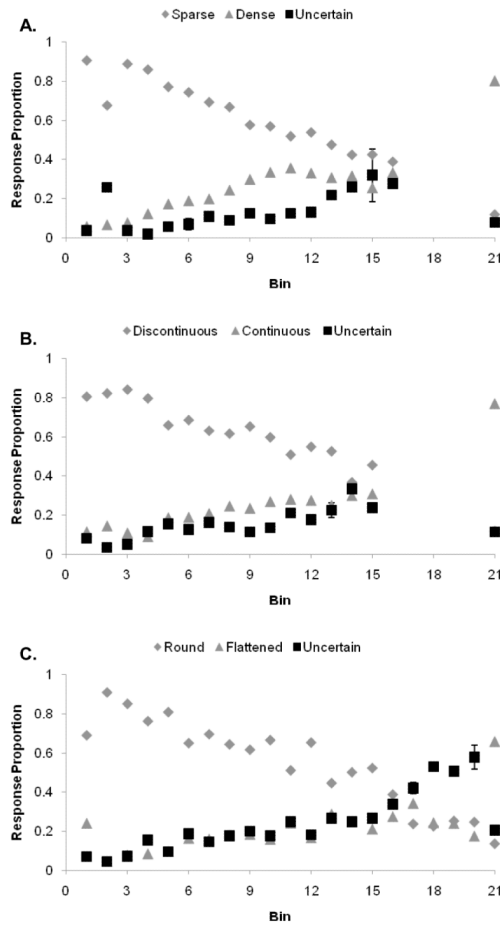 A.
Sparse Dense Uncertain
Response Proportion
1
0.8
0.6
0.4
0.2
0
0 3 6 9 12 15 18 21
Bin
B.
Discontinuous Continuous Uncertain
Response Proportion
1
0.8
0.6
0.4
0.2
0
0 3 6 9 12 15 18 21
Bin
C.
Round Flattened Uncertain
Response Proportion
1
0.8
0.6
0.4
0.2
0
0 3 6 9 12 15 18 21
Bin